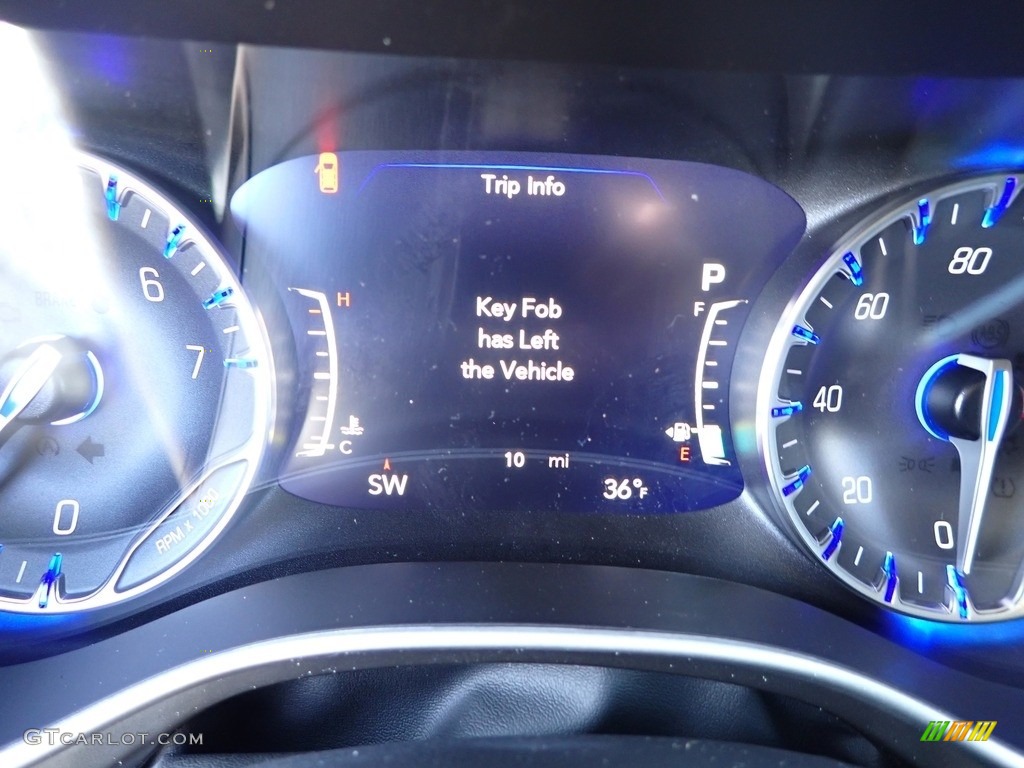 Trip Info
P
H
F
Key Fob
has Left
the Vehicle
C
E
SW
10 mi
36°F
6
7
0
RPM x 1000
80
60
40
20
0
GTCARLOT.COM